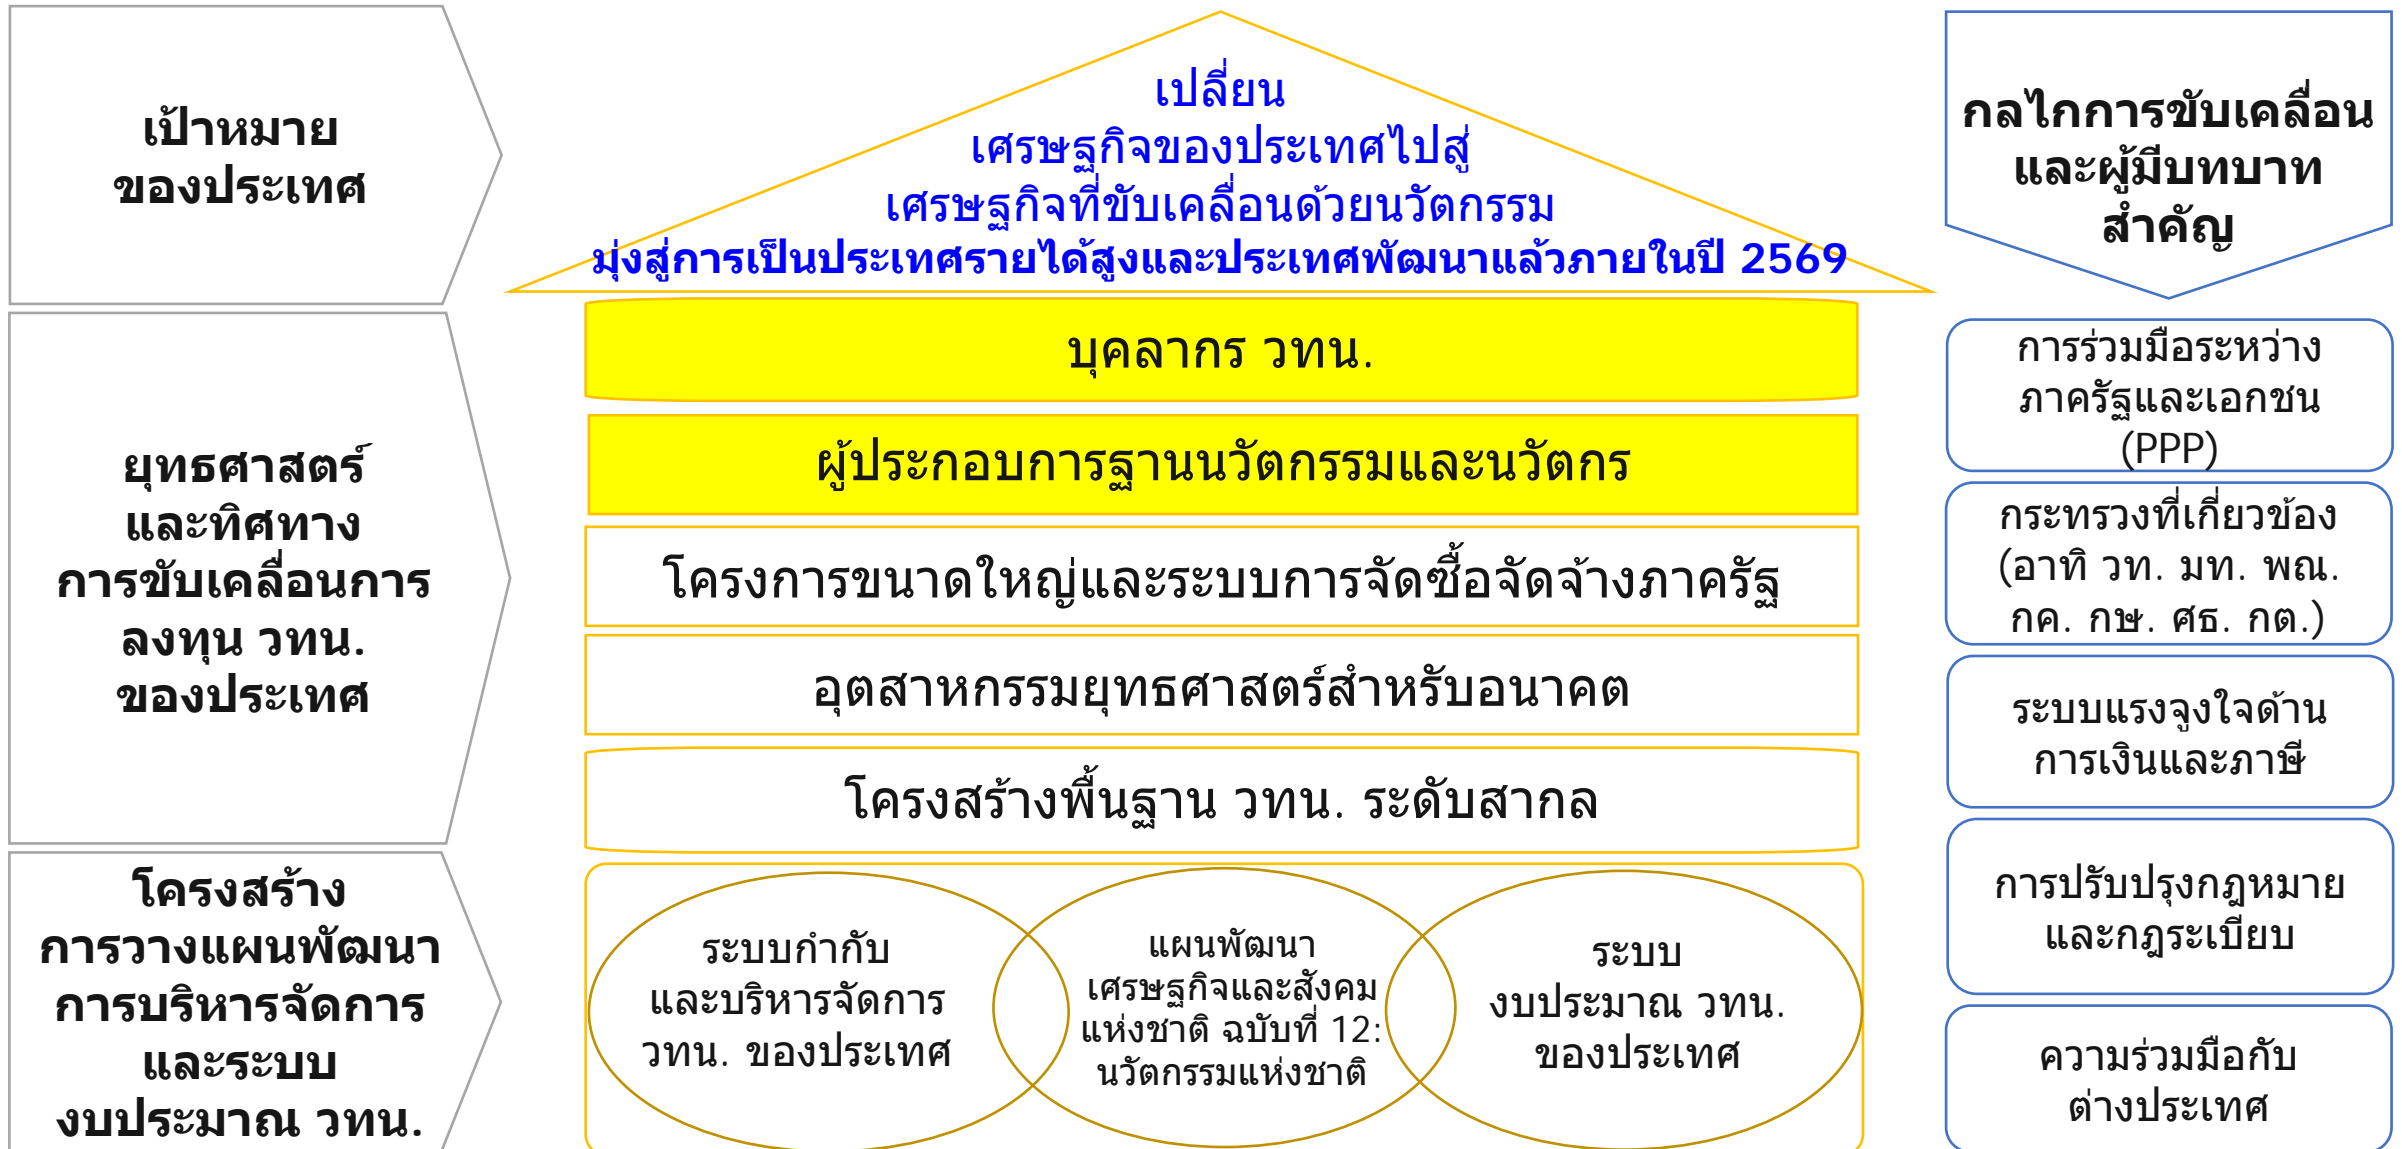 เป้าหมาย
ของประเทศ
เปลี่ยน
เศรษฐกิจของประเทศไปสู่
เศรษฐกิจที่ขับเคลื่อนด้วยนวัตกรรม
มุ่งสู่การเป็นประเทศรายได้สูงและประเทศพัฒนาแล้วภายในปี 2569
กลไกการขับเคลื่อน
และผู้มีบทบาท
สำคัญ
ยุทธศาสตร์
และทิศทาง
การขับเคลื่อนการ
ลงทุน วทน.
ของประเทศ
บุคลากร วทน.
ผู้ประกอบการฐานนวัตกรรมและนวัตกร
โครงการขนาดใหญ่และระบบการจัดซื้อจัดจ้างภาครัฐ
อุตสาหกรรมยุทธศาสตร์สำหรับอนาคต
โครงสร้างพื้นฐาน วทน. ระดับสากล
การร่วมมือระหว่าง
ภาครัฐและเอกชน
(PPP)
กระทรวงที่เกี่ยวข้อง
(อาทิ วท. มท. พณ.
กค. กษ. ศธ. กต.)
ระบบแรงจูงใจด้าน
การเงินและภาษี
การปรับปรุงกฎหมาย
และกฎระเบียบ
ความร่วมมือกับ
ต่างประเทศ
โครงสร้าง
การวางแผนพัฒนา
การบริหารจัดการ
และระบบ
งบประมาณ วทน.
ระบบกำกับ
และบริหารจัดการ
วทน. ของประเทศ
แผนพัฒนา
เศรษฐกิจและสังคม
แห่งชาติ ฉบับที่ 12:
นวัตกรรมแห่งชาติ
ระบบ
งบประมาณ วทน.
ของประเทศ